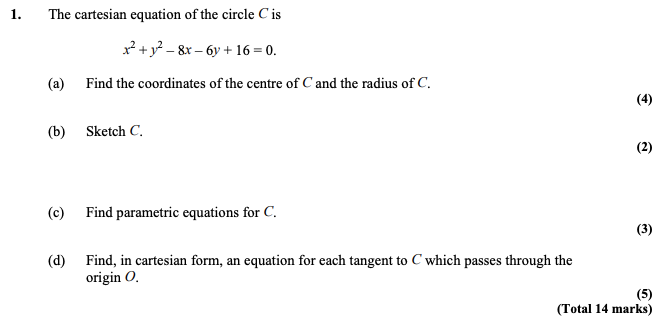 1. The cartesian equation of the circle C is
x² + y² – 8x – 6y + 16 = 0.
(a) Find the coordinates of the centre of C and the radius of C.
(4)
(b) Sketch C.
(2)
(c) Find parametric equations for C.
(3)
(d) Find, in cartesian form, an equation for each tangent to C which passes through the
origin O.
(5)
(Total 14 marks)